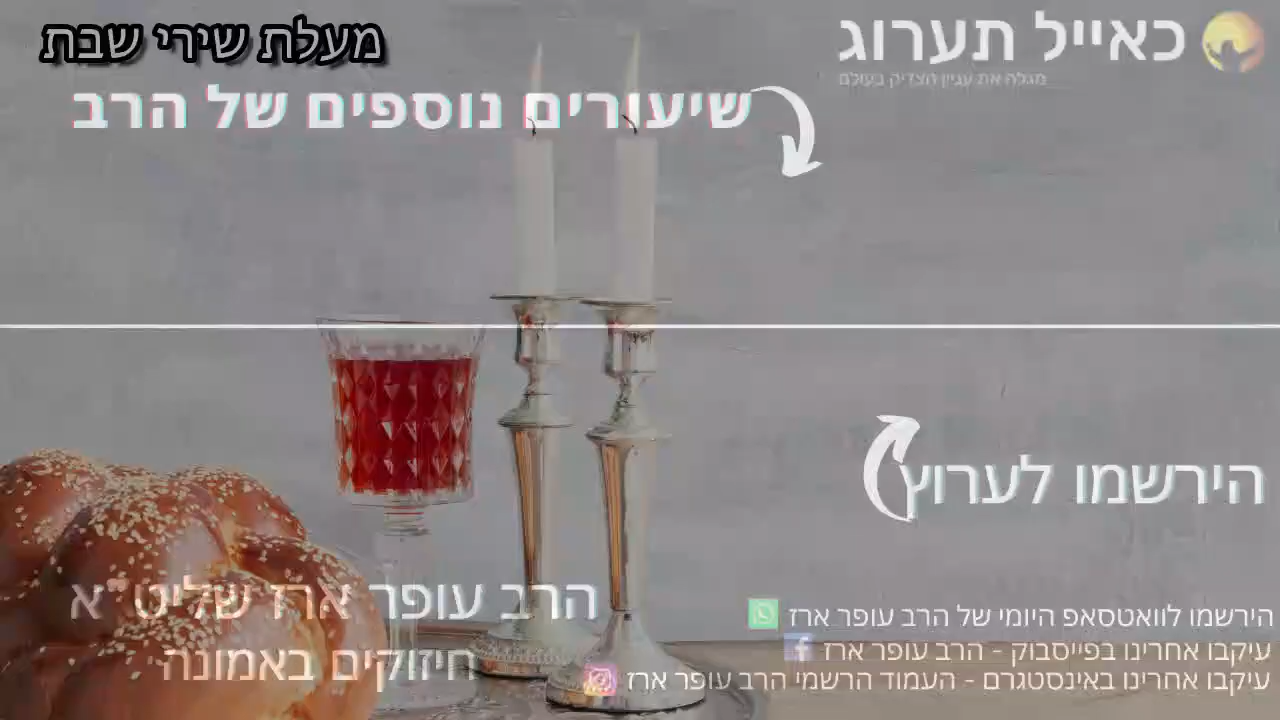 מעלת שירי שבת
כאייל תערוג
מגלה את עניין הצדיק בעולם
שיעורים נוספים של הרב
הירשמו לערוץ
הרב עופר ארז שליט"א
חיזוקים באמונה
הירשמו לוואטסאפ היומי של הרב עופר ארז
עיקבו אחרינו בפייסבוק - הרב עופר ארז
עיקבו אחרינו באינסטגרם - העמוד הרשמי הרב עופר ארז